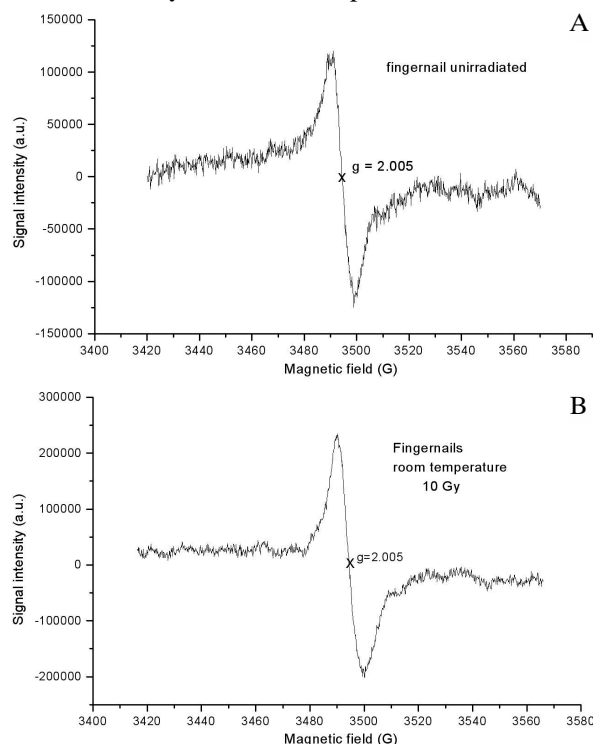 A
150000
100000
50000
0
-50000
-100000
-150000
Signal intensity (a.u.)
fingernail unirradiated
x g = 2.005
3400 3420 3440 3460 3480 3500 3520 3540 3560 3580
Magnetic field (G)
B
300000
200000
100000
0
-100000
-200000
Signal intensity (a.u.)
Fingernails
room temperature
10 Gy
X g=2.005
3400 3420 3440 3460 3480 3500 3520 3540 3560 3580
Magnetic field (G)